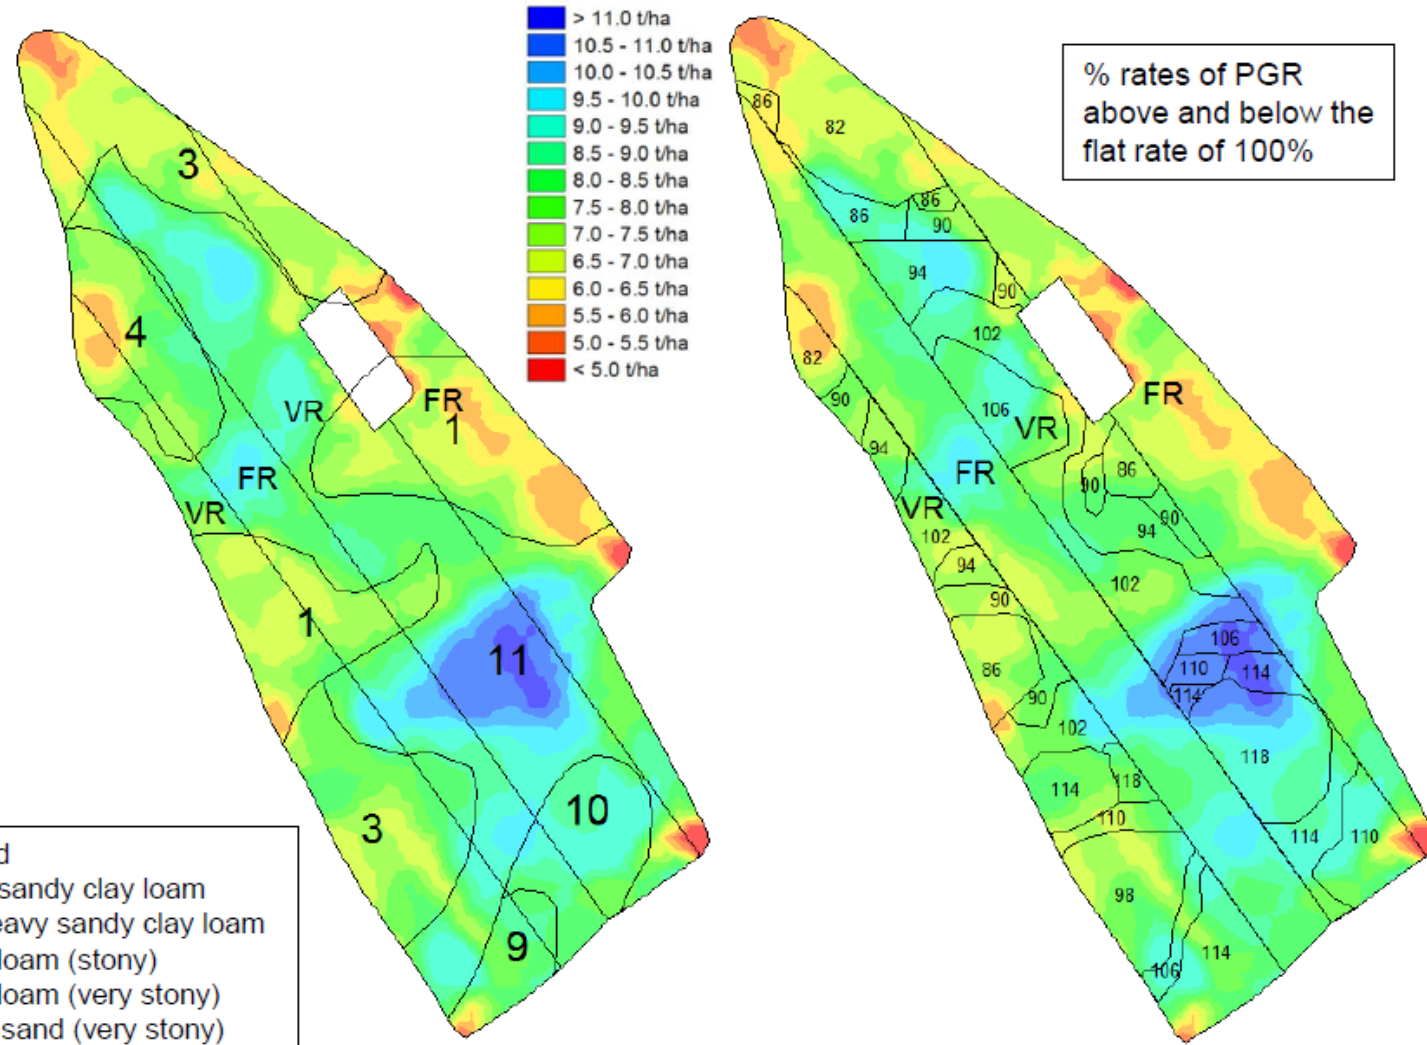 > 11.0 t/ha
10.5 - 11.0 t/ha
10.0 - 10.5 t/ha
9.5 - 10.0 t/ha
9.0 - 9.5 t/ha
8.5 - 9.0 t/ha
8.0 - 8.5 t/ha
7.5 - 8.0 t/ha
7.0 - 7.5 t/ha
6.5 - 7.0 t/ha
6.0 - 6.5 t/ha
5.5 - 6.0 t/ha
5.0 - 5.5 t/ha
< 5.0 t/ha
% rates of PGR
above and below the
flat rate of 100%
3
4
VR
FR
1
FR
VR
1
11
3
10
9
sandy clay loam
heavy sandy clay loam
loam (stony)
loam (very stony)
sand (very stony)
86
82
86
86
90
94
90
102
82
90
106
VR
FR
94
FR
86
90
VR
90
94
102
94
102
90
106
86
110
114
114
90
102
118
114
118
110
114
110
98
114
106